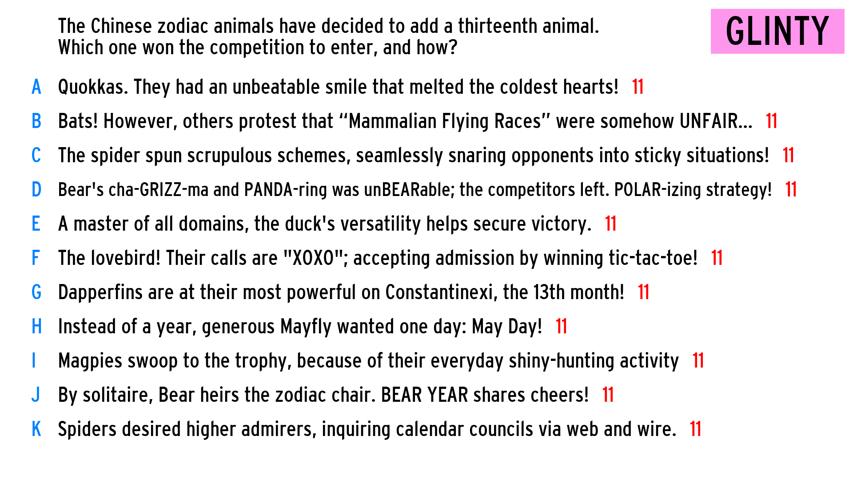 The Chinese zodiac animals have decided to add a thirteenth animal.
Which one won the competition to enter, and how?
GLINTY
A Quokkas. They had an unbeatable smile that melted the coldest hearts! 11
B Bats! However, others protest that “Mammalian Flying Races” were somehow UNFAIR... 11
C The spider spun scrupulous schemes, seamlessly snaring opponents into sticky situations! 11
D Bear's cha-GRIZZ-ma and PANDA-ring was unBEARable; the competitors left. POLAR-izing strategy! 11
E A master of all domains, the duck's versatility helps secure victory. 11
F The lovebird! Their calls are "XOXO"; accepting admission by winning tic-tac-toe! 11
G Dapperfins are at their most powerful on Constantinexi, the 13th month! 11
H Instead of a year, generous Mayfly wanted one day: May Day! 11
I Magpies swoop to the trophy, because of their everyday shiny-hunting activity 11
J By solitaire, Bear heirs the zodiac chair. BEAR YEAR shares cheers! 11
K Spiders desired higher admirers, inquiring calendar councils via web and wire. 11